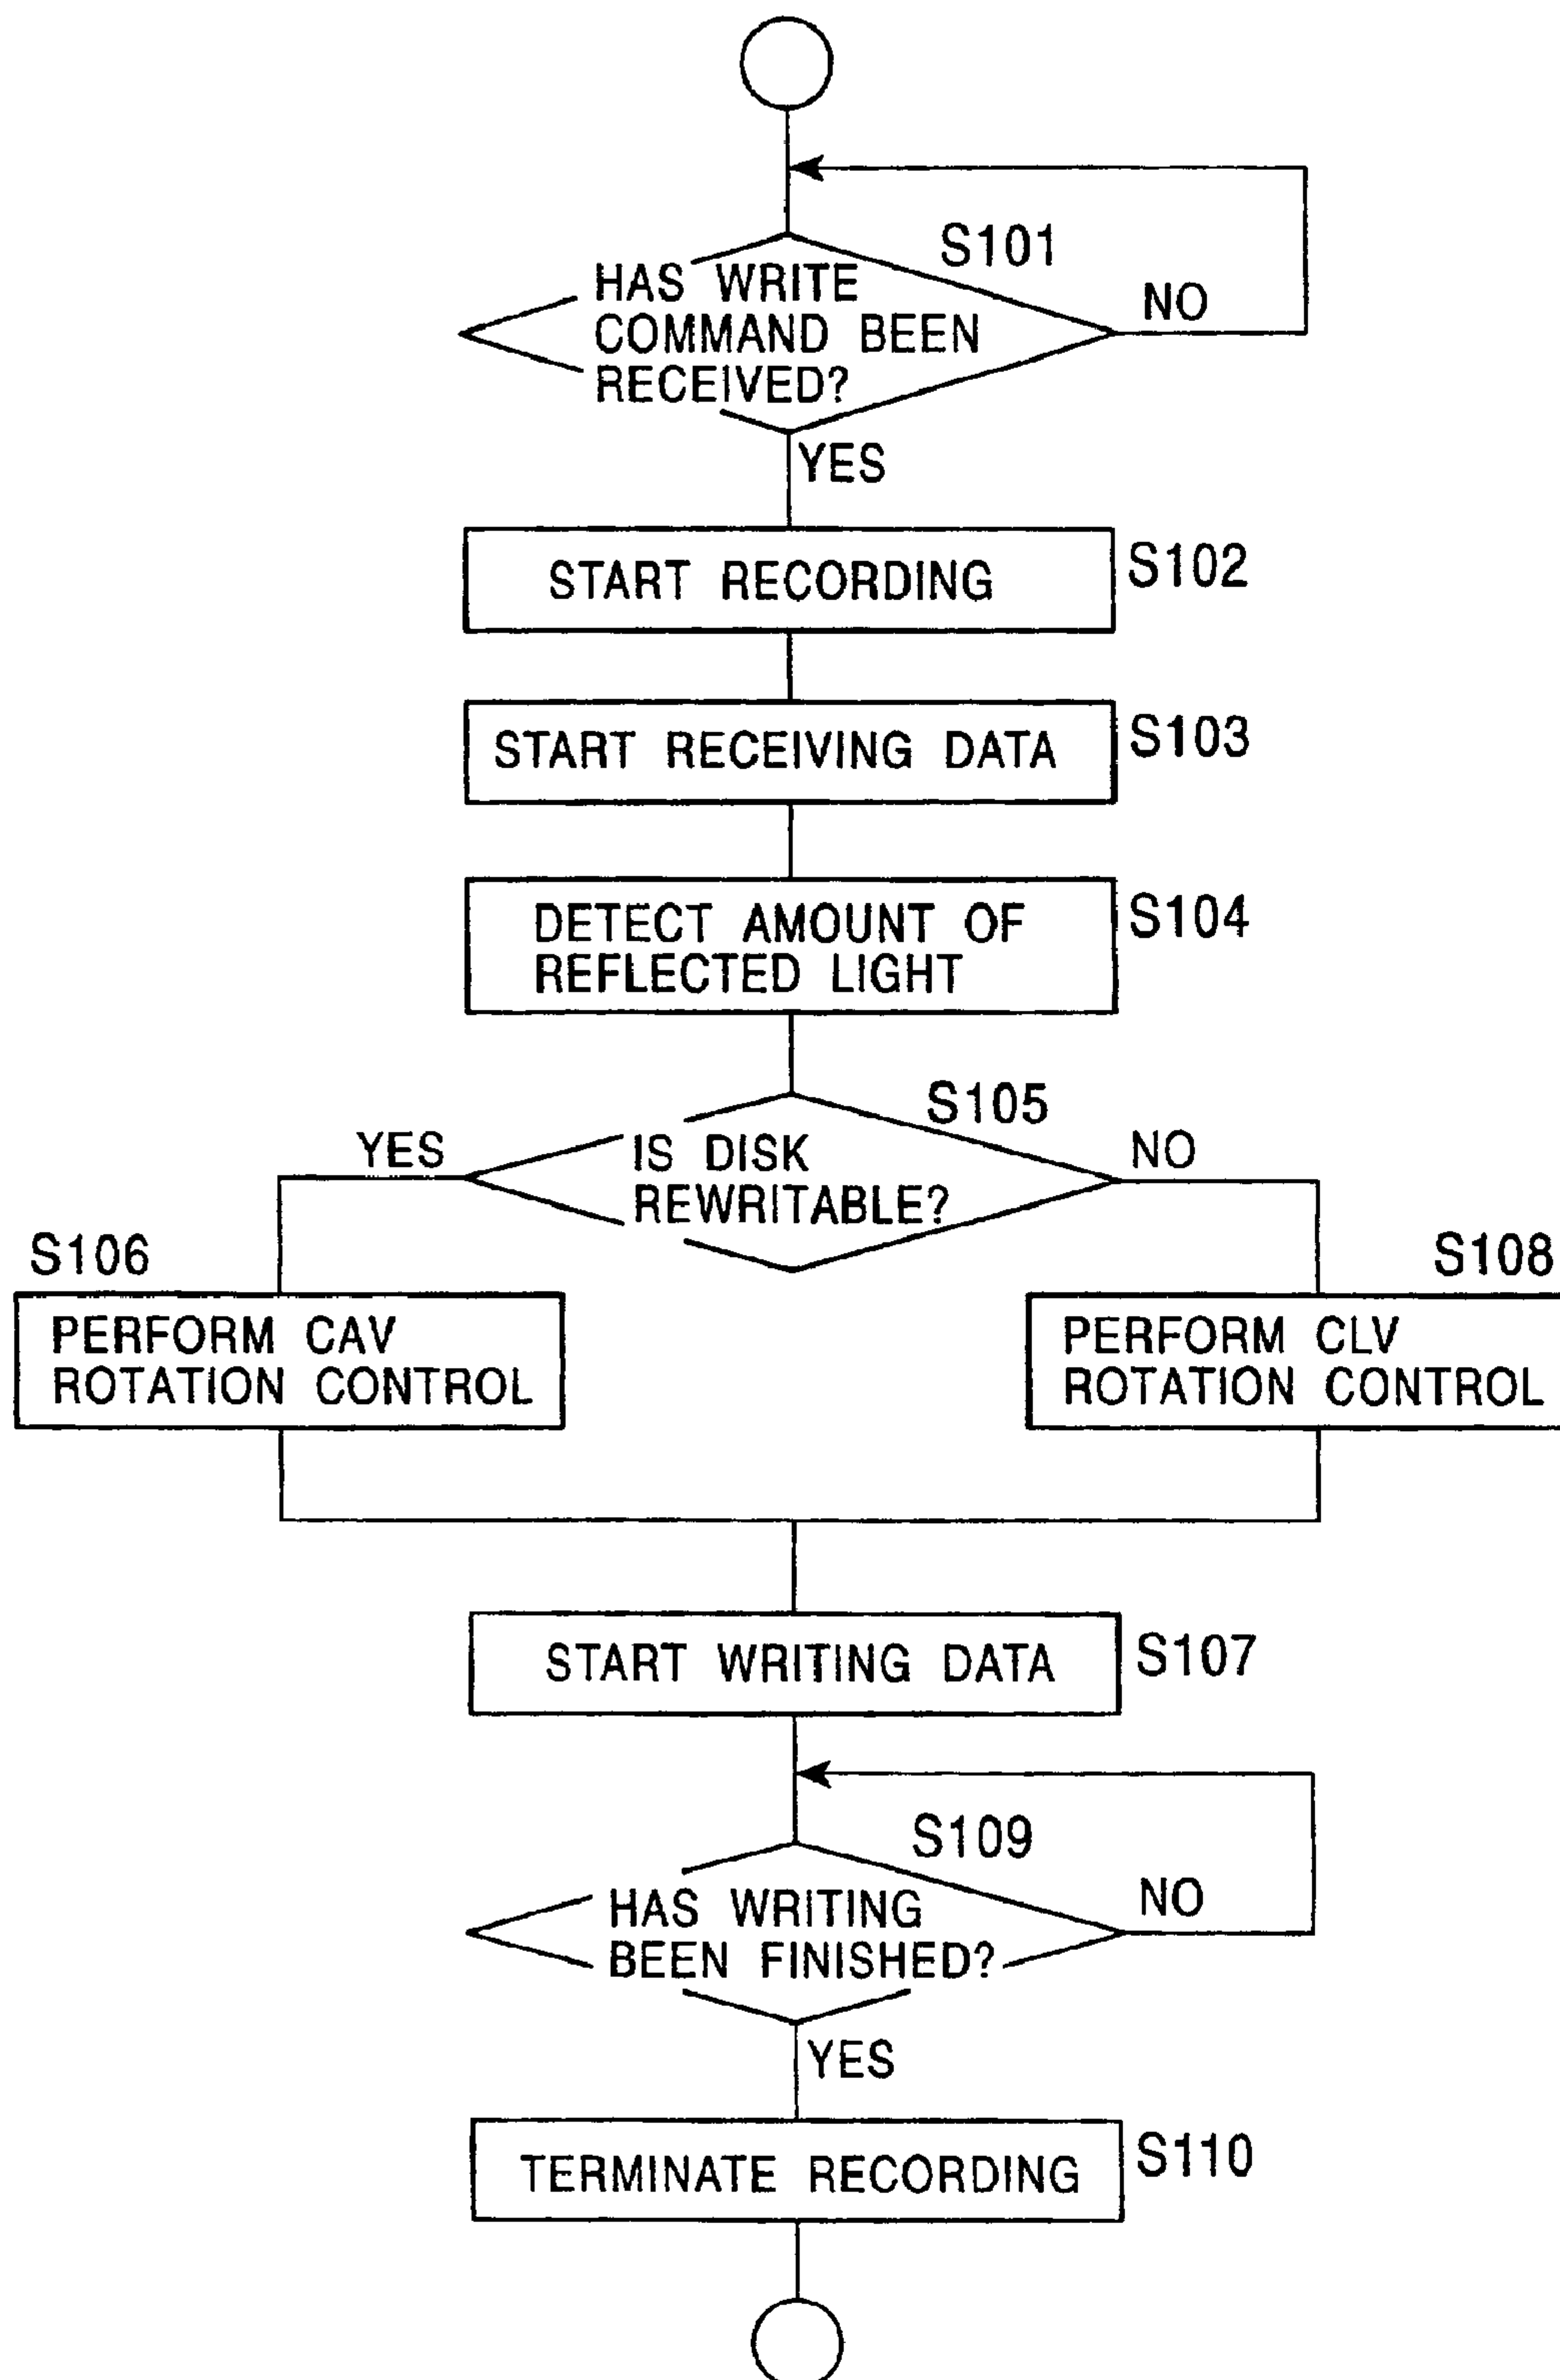 S101
HAS WRITE
COMMAND BEEN
RECEIVED?
NO
YES
START RECORDING
S102
START RECEIVING DATA
S103
DETECT AMOUNT OF
REFLECTED LIGHT
S104
S105
YES
IS DISK
REWRITABLE?
NO
S106
PERFORM CAV
ROTATION CONTROL
S108
PERFORM CLV
ROTATION CONTROL
START WRITING DATA
S107
S109
HAS WRITING
BEEN FINISHED?
NO
YES
TERMINATE RECORDING
S110